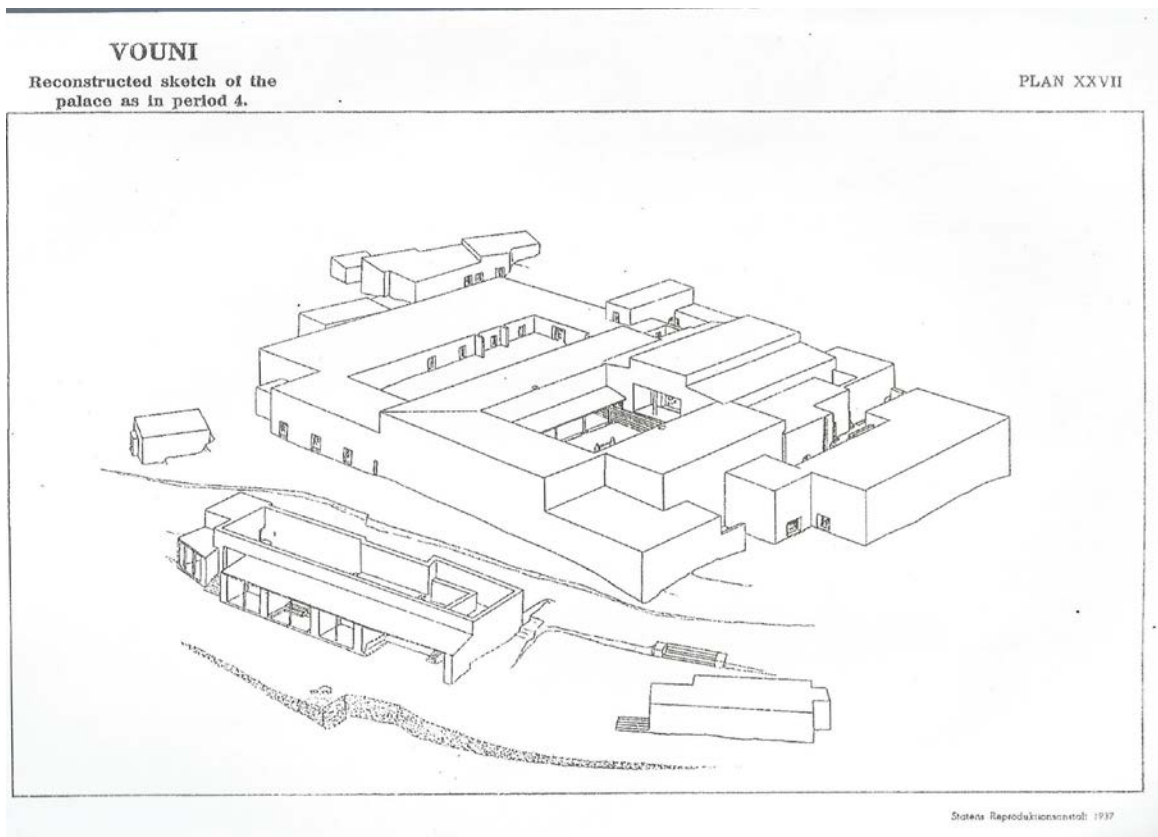 VOUNI
Reconstructed sketch of the
palace as in period 4.
PLAN XXVII
Statens Reproduktionsanstalt 1937